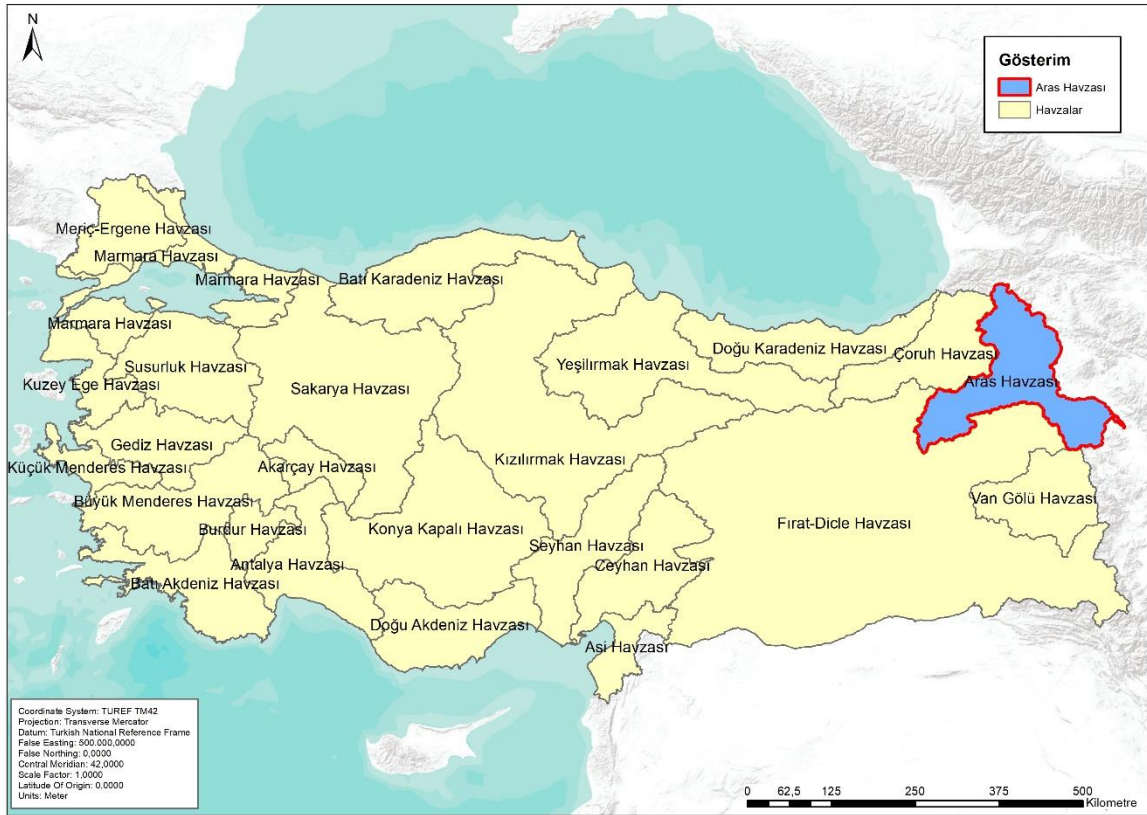 N
Gösterim
Aras Havzası
Havzalar
Meriç-Ergene Havzası
Marmara Havzası
Marmara Havzası
Batı Karadeniz Havzası
Marmara Havzası
Doğu Karadeniz Havzası
Çoruh Havzası
Susurluk Havzası
Yeşilırmak Havzası
Kuzey Ege Havzası
Sakarya Havzası
Aras Havzası
Gediz Havzası
Küçük Menderes Havzası
Akarçay Havzası
Kızılırmak Havzası
Büyük Menderes Havzası
Van Gölü Havzası
Burdur Havzası
Konya Kapalı Havzası
Fırat-Dicle Havzası
Seyhan Havzası
Antalya Havzası
Ceyhan Havzası
Batı Akdeniz Havzası
Doğu Akdeniz Havzası
Asi Havzası
Coordinate System: TUREF TM42
Projection: Transverse Mercator
Datum: Turkish National Reference Frame
False Easting: 500.000,0000
False Northing: 0,0000
Central Meridian: 42,0000
Scale Factor: 1,0000
Latitude Of Origin: 0,0000
Units: Meter
0 62,5 125 250 375 500
Kilometre